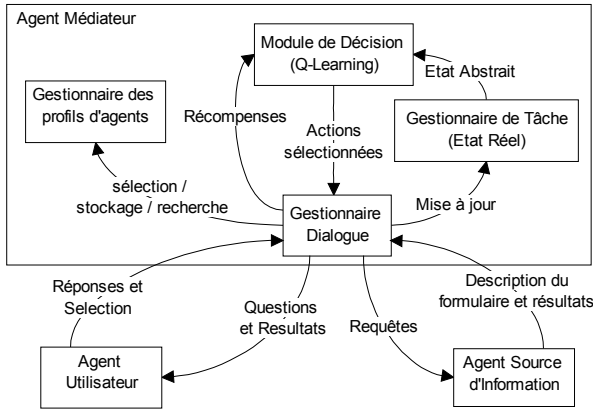 Agent Médiateur
Module de Décision
(Q-Learning)
Etat Abstrait
Gestionnaire des
profils d'agents
Récompenses
Gestionnaire de Tâche
(Etat Réel)
Actions
sélectionnées
sélection /
stockage / recherche
Gestionnaire
Dialogue
Mise à jour
Réponses et
Selection
Questions
et Resultats
Requêtes
Description du
formulaire et résultats
Agent
Utilisateur
Agent Source
d'Information